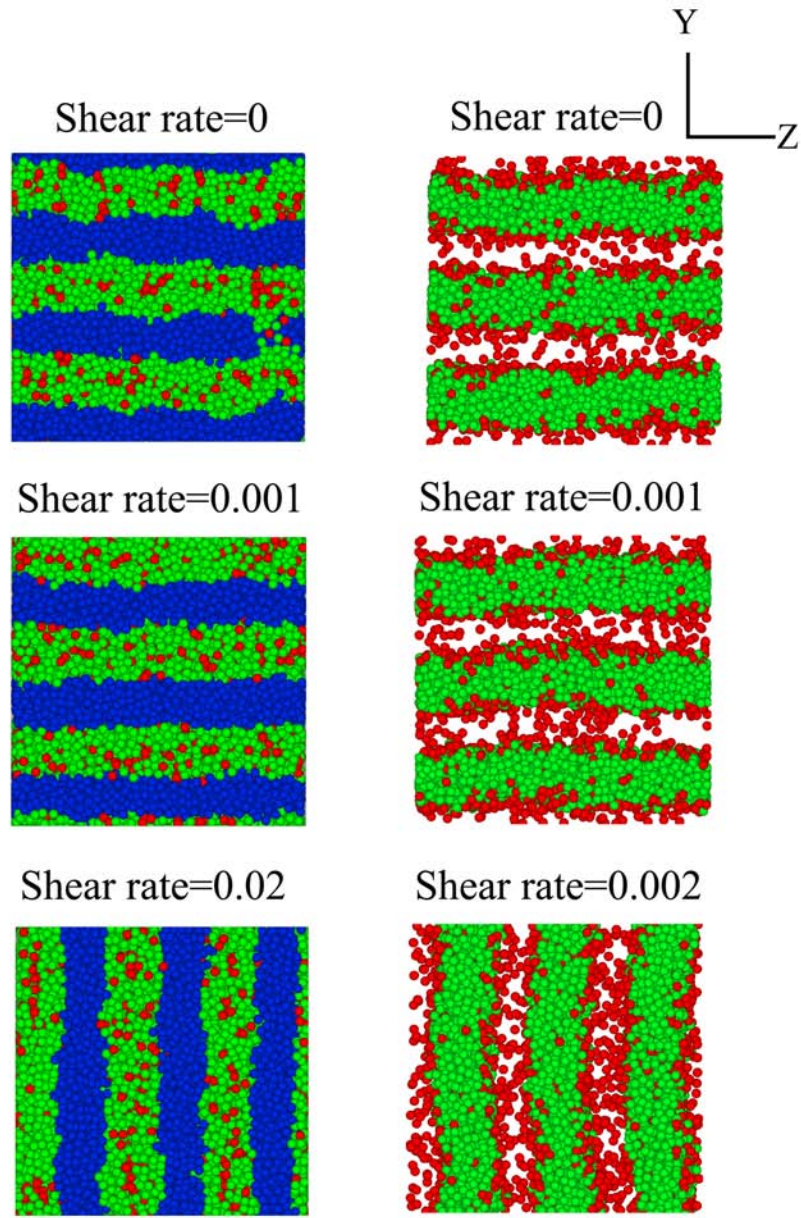 Y
Z
Shear rate=0
Shear rate=0
Shear rate=0.001
Shear rate=0.001
Shear rate=0.02
Shear rate=0.002